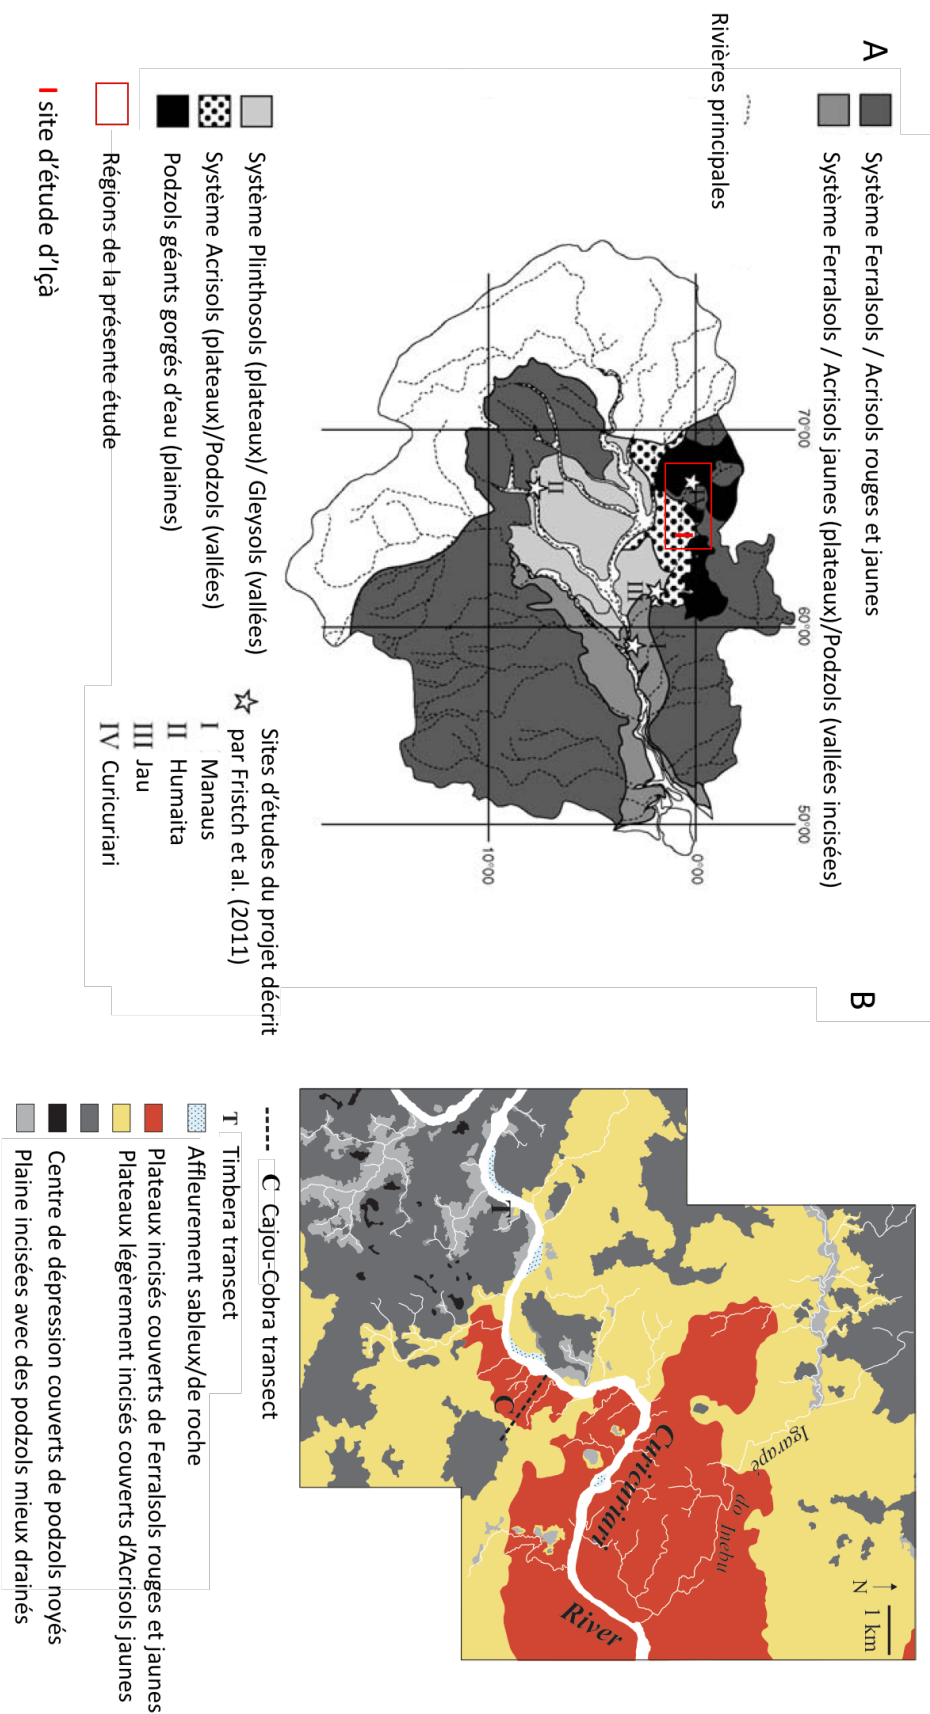 A
Système Ferralsols / Acrisols rouges et jaunes
Système Ferralsols / Acrisols jaunes (plateaux)/Podzols (vallées incisées)
Rivières principales
70°00
60°00
50°00
0°00
10°00
I
II
III
IV
Système Plinthosols (plateaux)/ Gleysols (vallées)
Système Acrisols (plateaux)/Podzols (vallées)
Podzols géants gorgés d'eau (plaines)
Régions de la présente étude
site d'étude d'Içà
Sites d'études du projet décrit
par Fristch et al. (2011)
I Manaus
II Humaita
III Jau
IV Curicuriari
B
N
1 km
Igarapé
do Inebu
Curicuriari
River
T
C
C Cajou-Cobra transect
T Timbera transect
Affleurement sableux/de roche
Plateaux incisés couverts de Ferralsols rouges et jaunes
Plateaux légèrement incisés couverts d'Acrisols jaunes
Centre de dépression couverts de podzols noyés
Plaine incisées avec des podzols mieux drainés